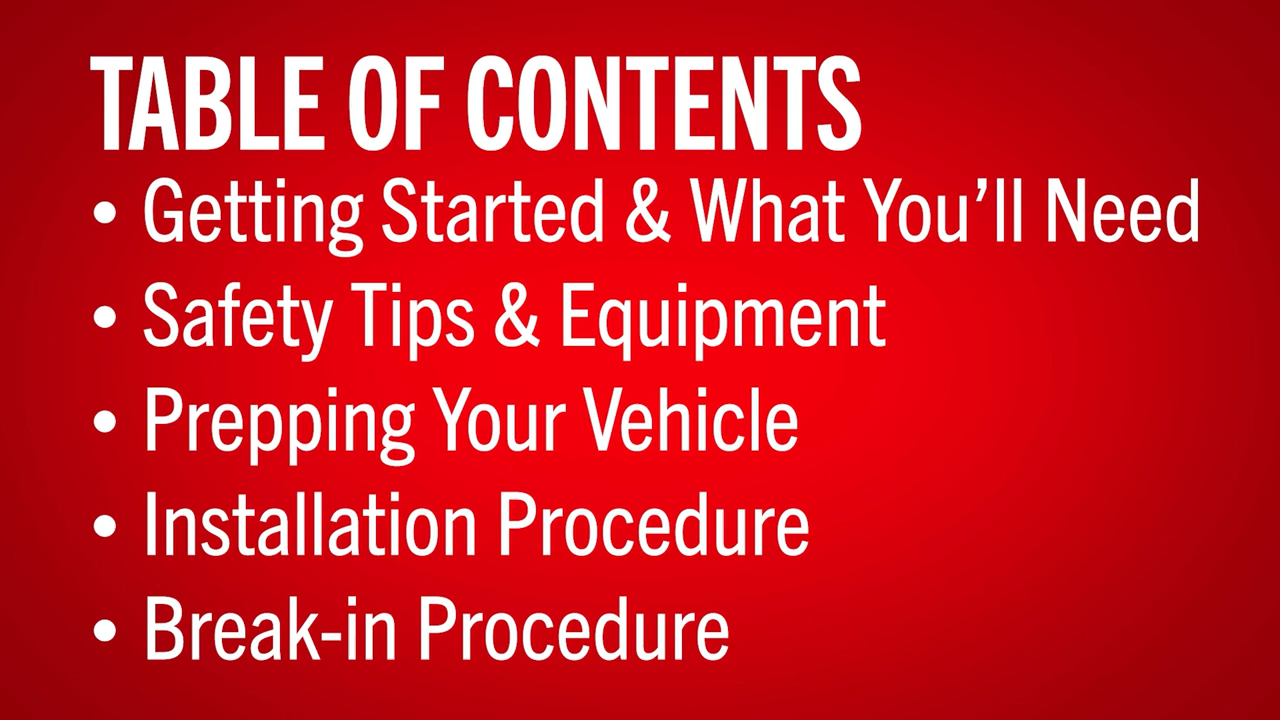 TABLE OF CONTENTS
• Getting Started & What You’ll Need
• Safety Tips & Equipment
• Prepping Your Vehicle
• Installation Procedure
• Break-in Procedure